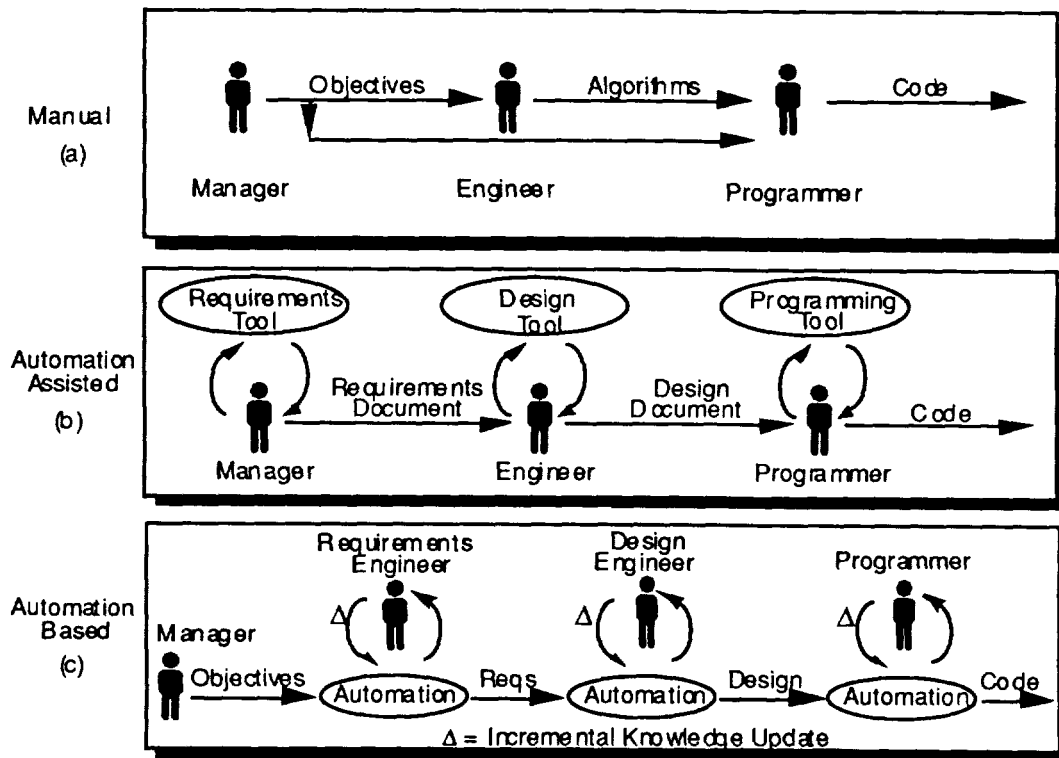 Manual
(a)
Objectives
Algorithms
Code
Manager
Engineer
Programmer
Automation
Assisted
(b)
Requirements
Tool
Design
Tool
Programming
Tool
Requirements
Document
Design
Document
Code
Manager
Engineer
Programmer
Automation
Based
(c)
Requirements
Engineer
Design
Engineer
Programmer
Manager
Δ
Δ
Δ
Objectives
Automation
Reqs
Automation
Design
Automation
Code
Δ = Incremental Knowledge Update